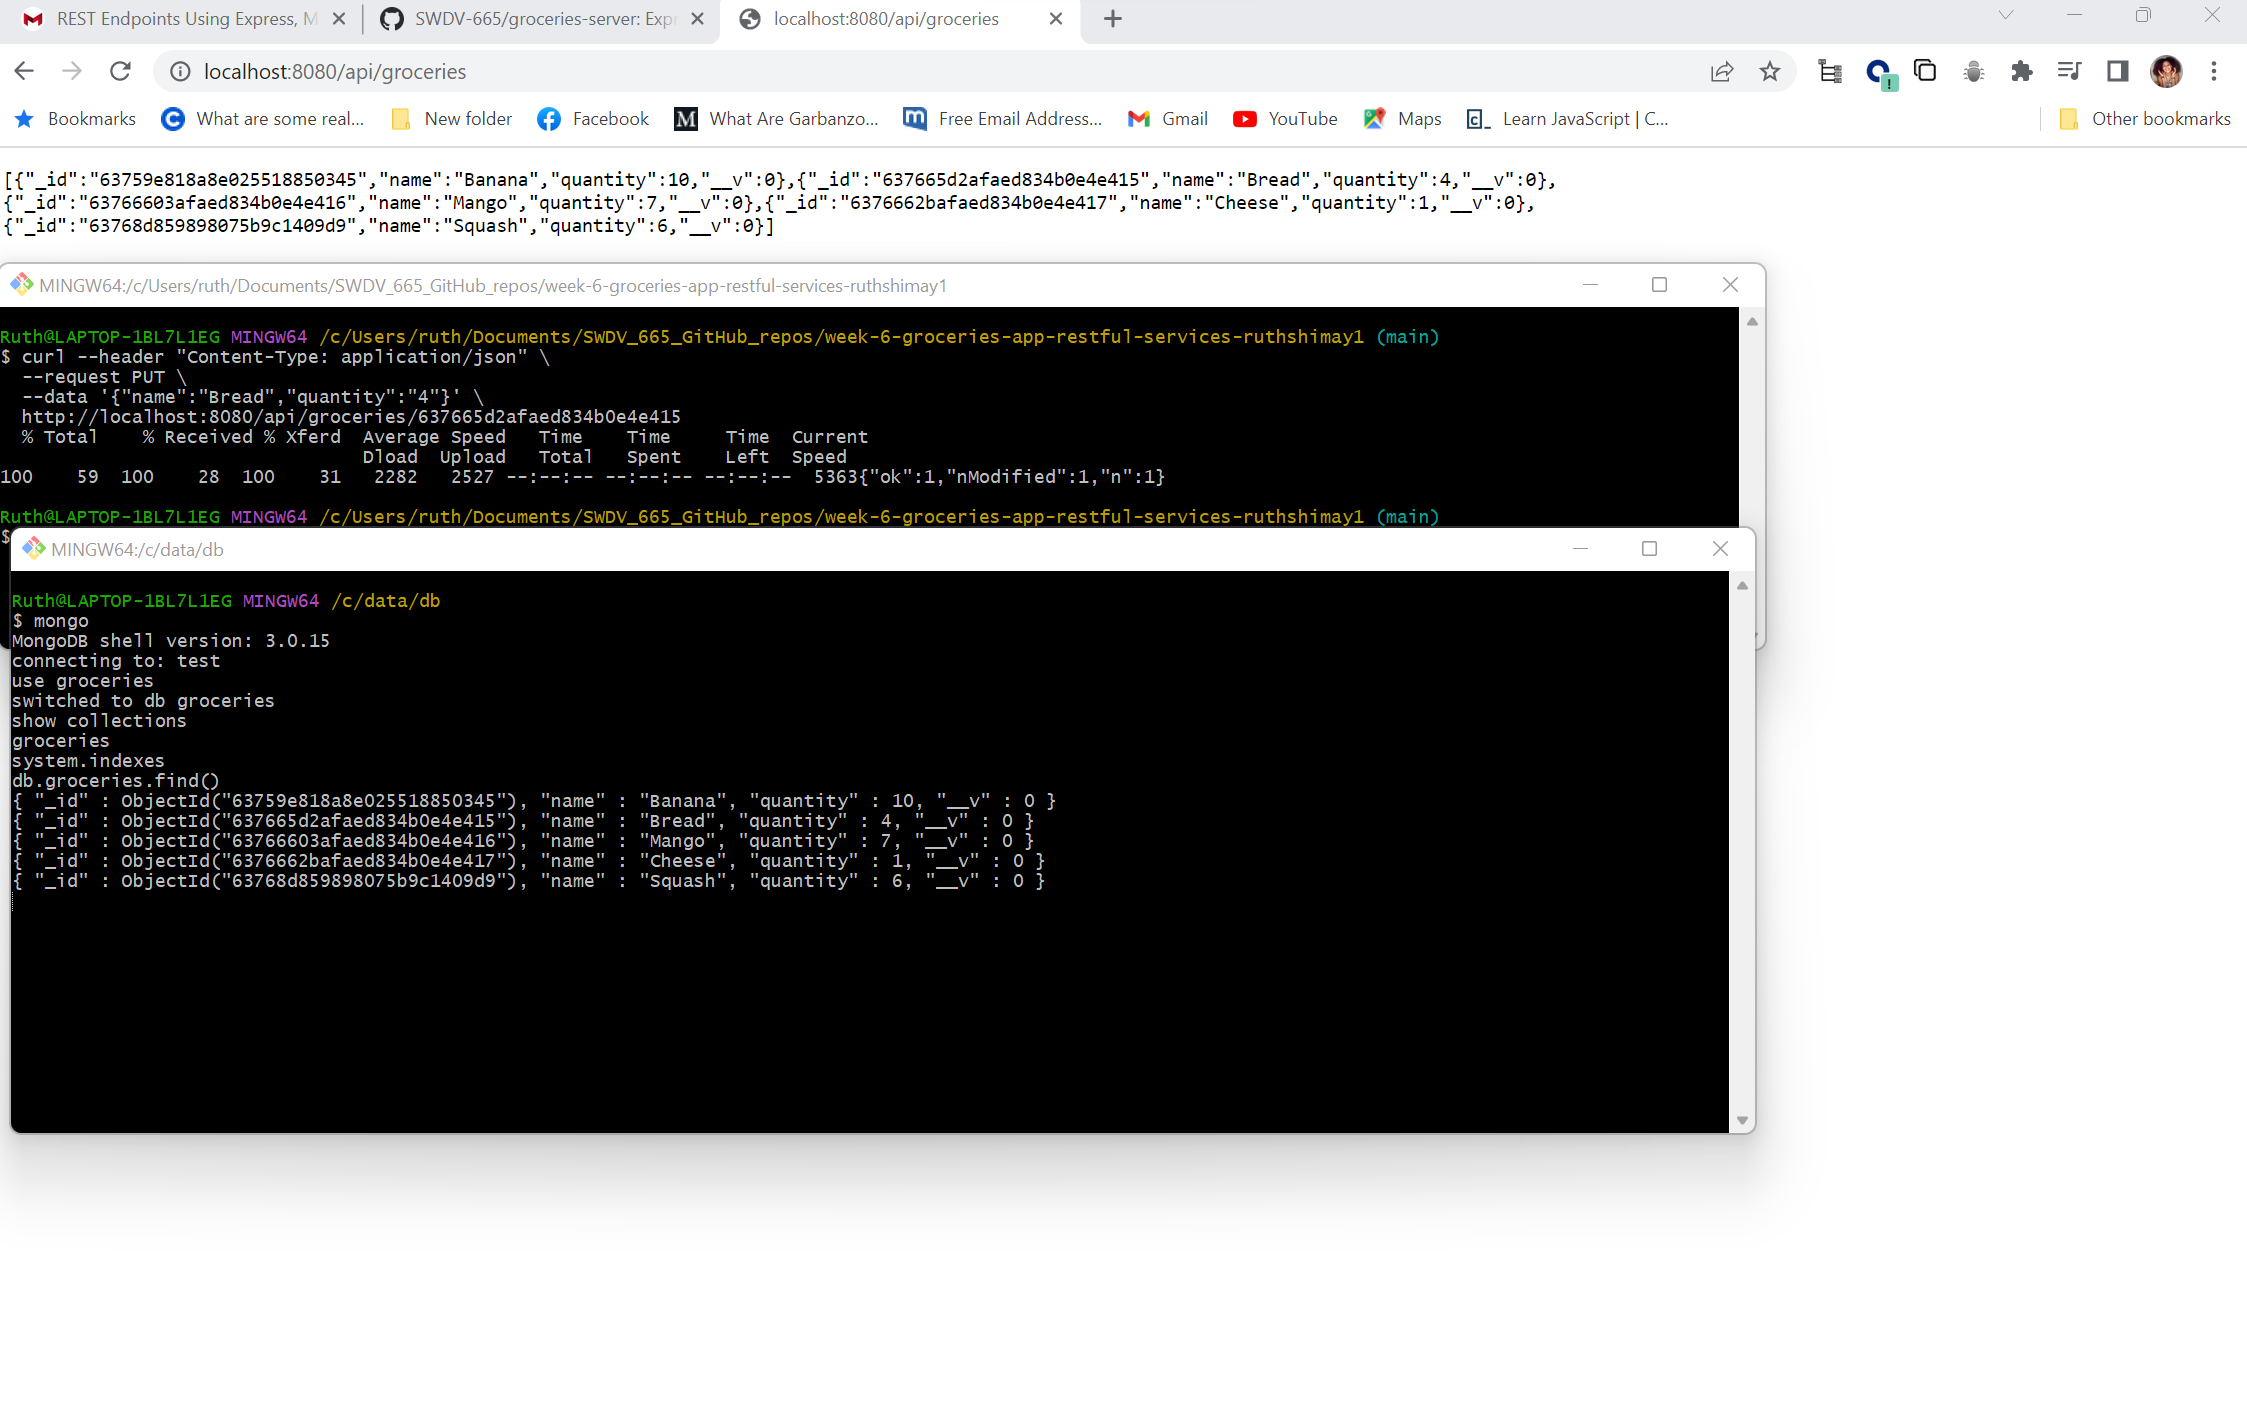 REST Endpoints Using Express, M
SWDV-665/groceries-server: Exp
localhost:8080/api/groceries
localhost:8080/api/groceries
Bookmarks
What are some real...
New folder
Facebook
What Are Garbanzo...
Free Email Address...
Gmail
YouTube
Maps
Learn JavaScript | C...
Other bookmarks
[{"_id":"63759e818a8e025518850345","name":"Banana","quantity":10,"__v":0},{"_id":"637665d2afaed834b0e4e415","name":"Bread","quantity":4,"__v":0},
{"_id":"63766603afaed834b0e4e416","name":"Mango","quantity":7,"__v":0},{"_id":"6376662bafaed834b0e4e417","name":"Cheese","quantity":1,"__v":0},
{"_id":"63768d859898075b9c1409d9","name":"Squash","quantity":6,"__v":0}]
MINGW64:/c/Users/ruth/Documents/SWDV_665_GitHub_repos/week-6-groceries-app-restful-services-ruthshimay1
Ruth@LAPTOP-1BL7L1EG MINGW64 /c/Users/ruth/Documents/SWDV_665_GitHub_repos/week-6-groceries-app-restful-services-ruthshimay1 (main)
$ curl --header "Content-Type: application/json" \
--request PUT \
--data '{"name":"Bread","quantity":"4"}' \
http://localhost:8080/api/groceries/637665d2afaed834b0e4e415
% Total % Received % Xferd Average Speed Time Time Time Current
Dload Upload Total Spent Left Speed
100 59 100 28 100 31 2282 2527 --:--:-- --:--:-- --:--:-- 5363{"ok":1,"nModified":1,"n":1}
Ruth@LAPTOP-1BL7L1EG MINGW64 /c/Users/ruth/Documents/SWDV_665_GitHub_repos/week-6-groceries-app-restful-services-ruthshimay1 (main)
$
MINGW64:/c/data/db
Ruth@LAPTOP-1BL7L1EG MINGW64 /c/data/db
$ mongo
MongoDB shell version: 3.0.15
connecting to: test
use groceries
switched to db groceries
show collections
groceries
system.indexes
db.groceries.find()
{ "_id" : ObjectId("63759e818a8e025518850345"), "name" : "Banana", "quantity" : 10, "__v" : 0 }
{ "_id" : ObjectId("637665d2afaed834b0e4e415"), "name" : "Bread", "quantity" : 4, "__v" : 0 }
{ "_id" : ObjectId("63766603afaed834b0e4e416"), "name" : "Mango", "quantity" : 7, "__v" : 0 }
{ "_id" : ObjectId("6376662bafaed834b0e4e417"), "name" : "Cheese", "quantity" : 1, "__v" : 0 }
{ "_id" : ObjectId("63768d859898075b9c1409d9"), "name" : "Squash", "quantity" : 6, "__v" : 0 }